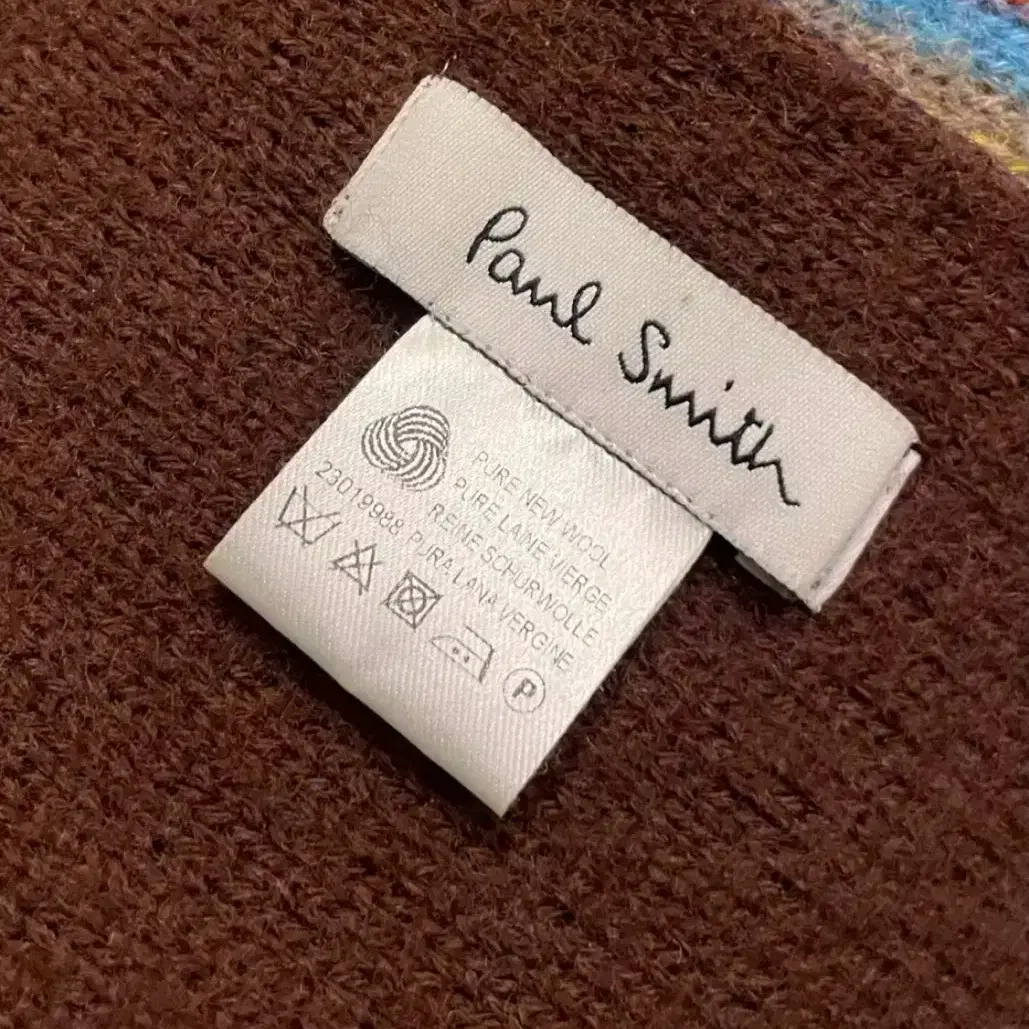 Paul Smith
PURE NEW WOOL
PURE LAINE VIERGE
REINE SCHURWOLLE
23019988 PURA LANA VERGINE
P